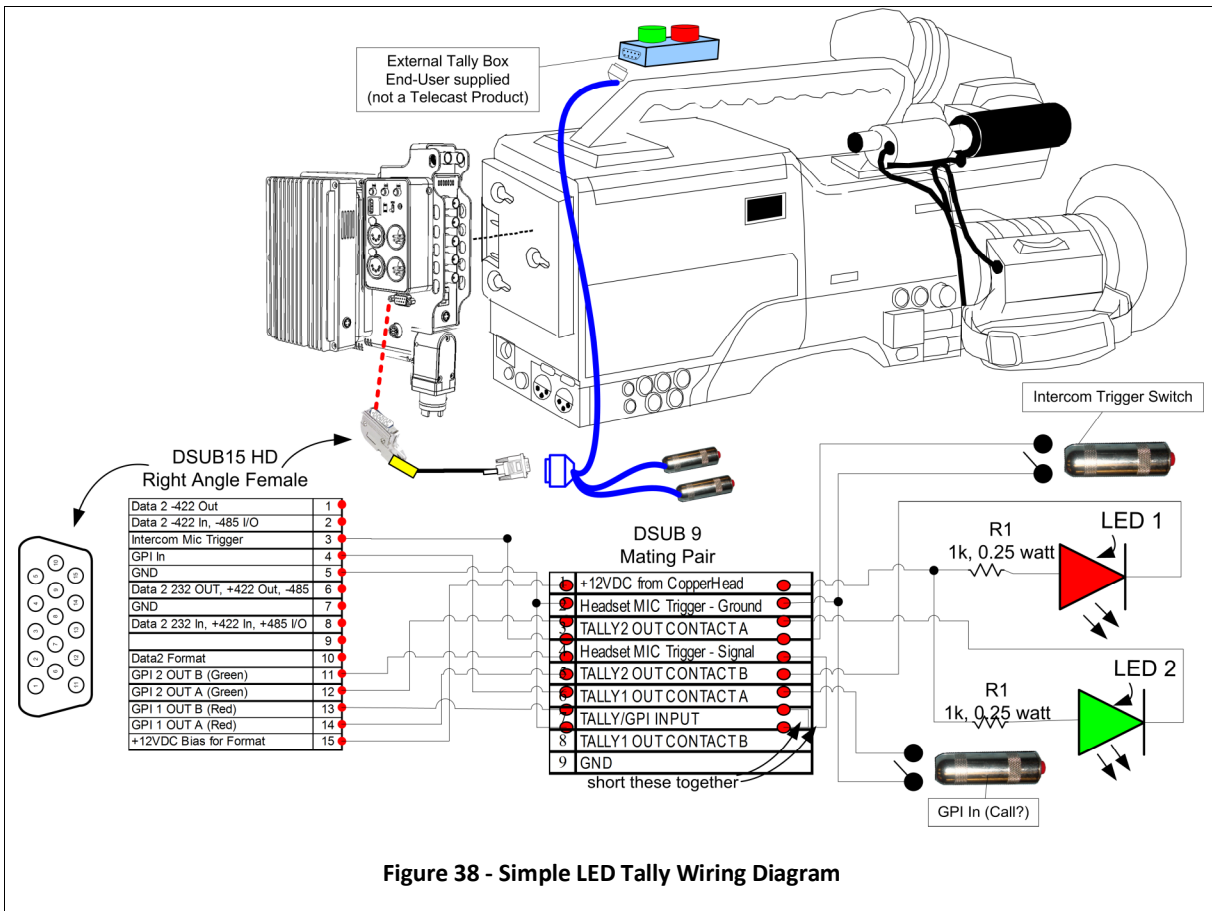 External Tally Box
End-User supplied
(not a Telecast Product)
Intercom Trigger Switch
DSUB15 HD
Right Angle Female
Data 2 -422 Out 1
Data 2 -422 In, -485 I/O 2
Intercom Mic Trigger 3
GPI In 4
GND 5
Data 2 232 OUT, +422 Out, -485 6
GND 7
Data 2 232 In, +422 In, +485 I/O 8
9
Data2 Format 10
GPI 2 OUT B (Green) 11
GPI 2 OUT A (Green) 12
GPI 1 OUT B (Red) 13
GPI 1 OUT A (Red) 14
+12VDC Bias for Format 15
DSUB 9
Mating Pair
1 +12VDC from CopperHead
2 Headset MIC Trigger - Ground
3 TALLY2 OUT CONTACT A
4 Headset MIC Trigger - Signal
5 TALLY2 OUT CONTACT B
6 TALLY1 OUT CONTACT A
7 TALLY/GPI INPUT
8 TALLY1 OUT CONTACT B
9 GND
short these together
R1
1k, 0.25 watt
LED 1
R1
1k, 0.25 watt
LED 2
GPI In (Call?)
Figure 38 - Simple LED Tally Wiring Diagram